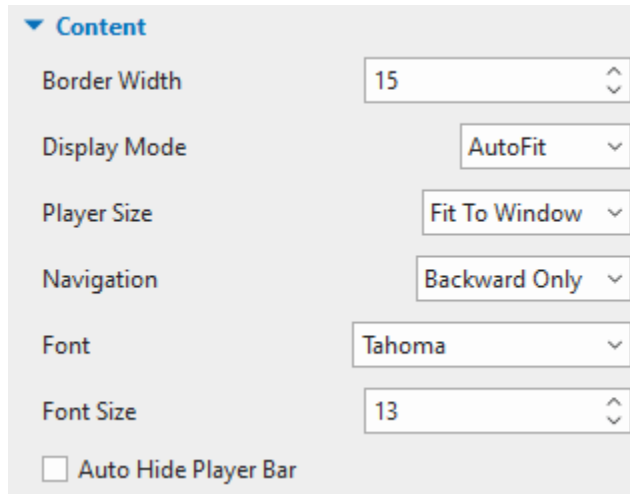 Content
Border Width 15
Display Mode AutoFit
Player Size Fit To Window
Navigation Backward Only
Font Tahoma
Font Size 13
Auto Hide Player Bar